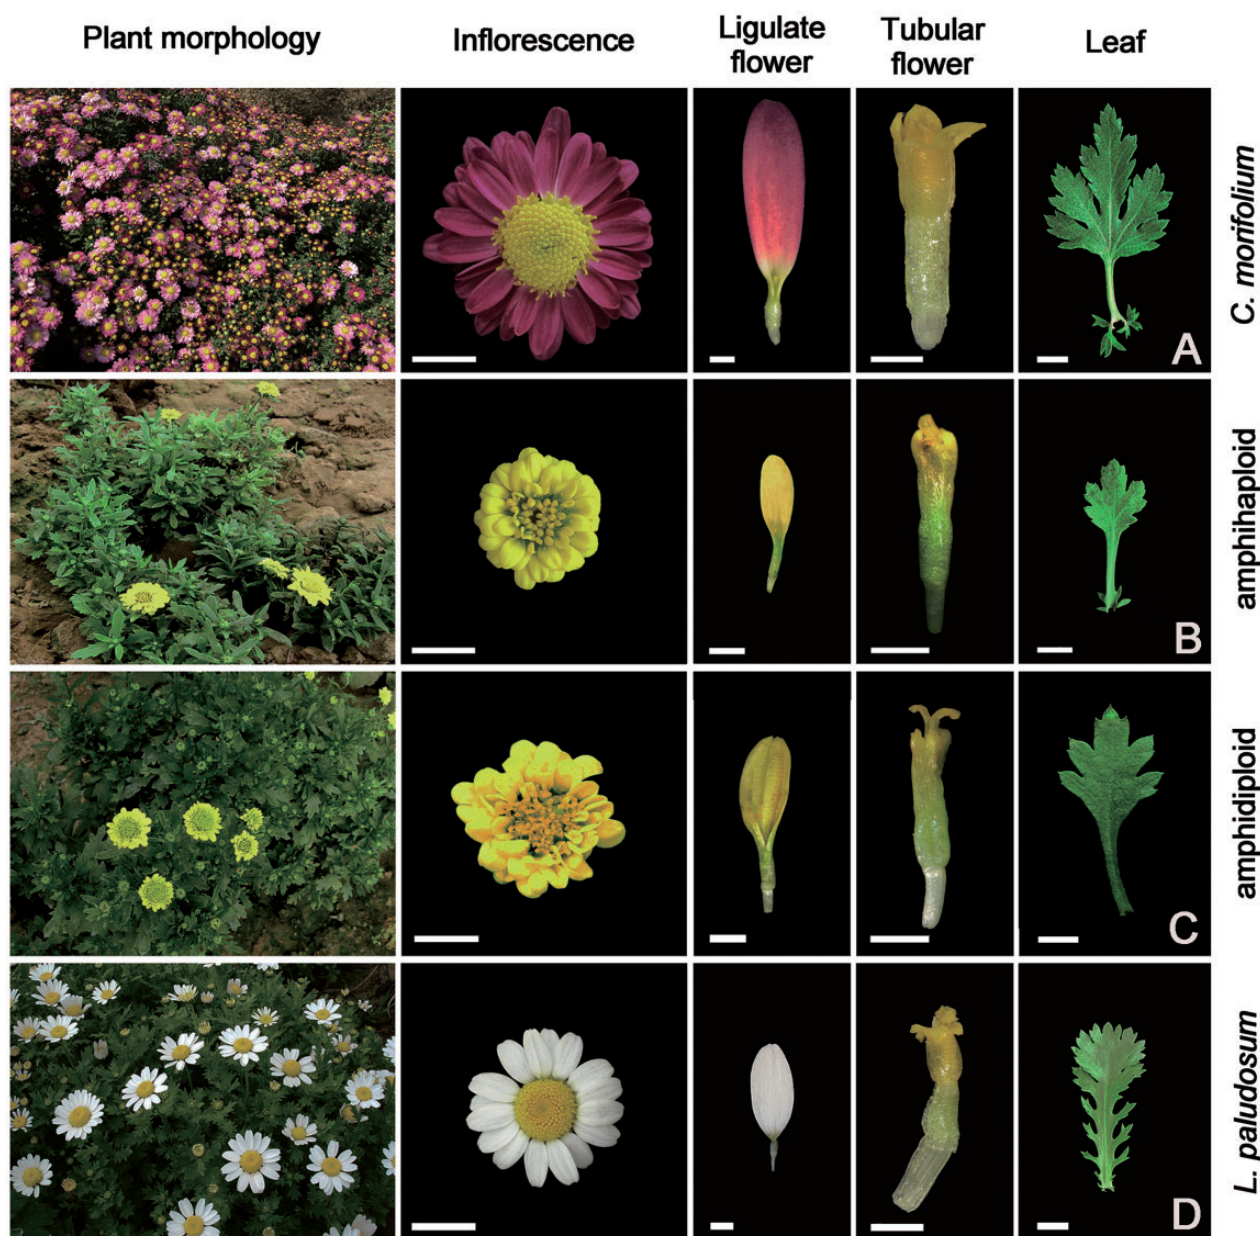 Plant morphology
Inflorescence
Ligulate
flower
Tubular
flower
Leaf
C. morifolium
A
amphihaploid
B
amphidiploid
C
L. paludosum
D